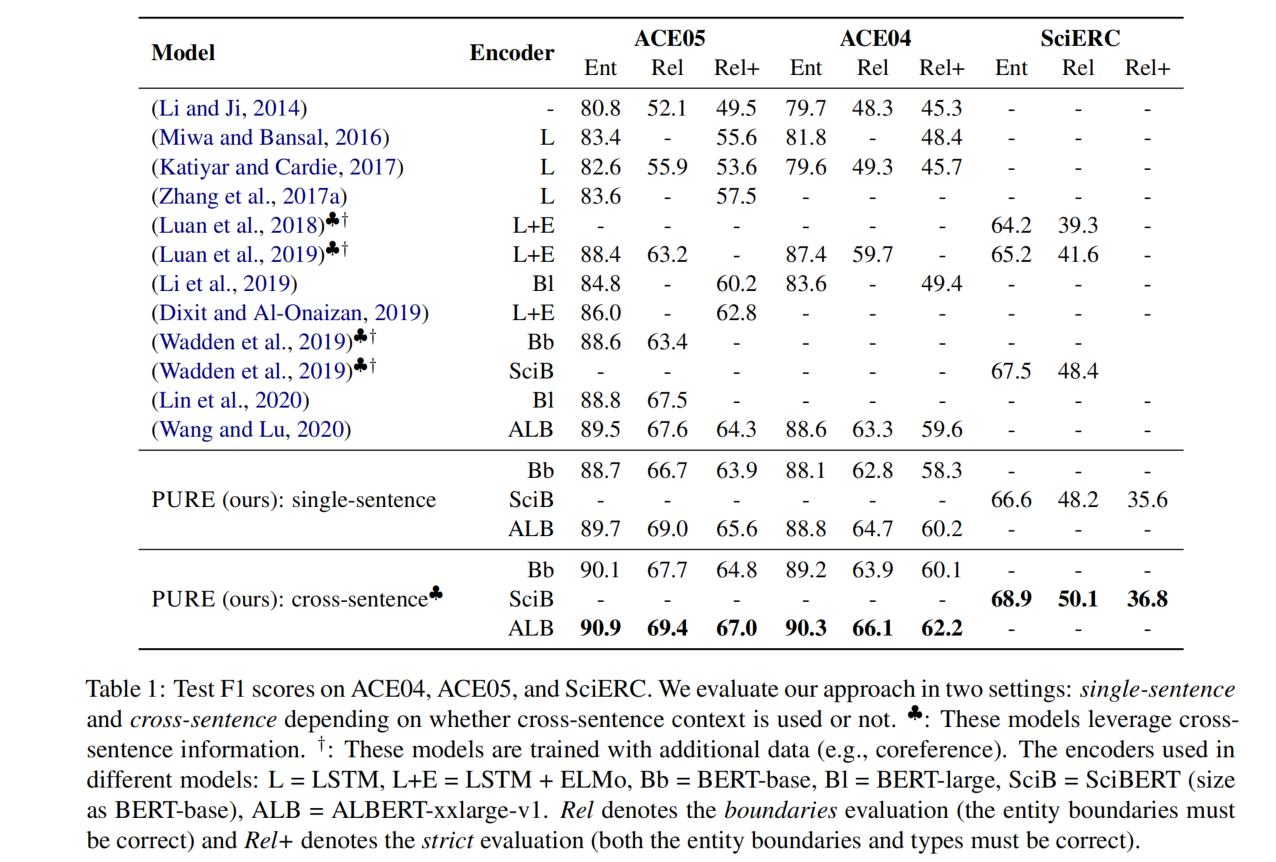 Model Encoder ACE05 ACE04 SciERC
Ent Rel Rel+ Ent Rel Rel+ Ent Rel Rel+
(Li and Ji, 2014) - 80.8 52.1 49.5 79.7 48.3 45.3 - - -
(Miwa and Bansal, 2016) L 83.4 - 55.6 81.8 - 48.4 - - -
(Katiyar and Cardie, 2017) L 82.6 55.9 53.6 79.6 49.3 45.7 - - -
(Zhang et al., 2017a) L 83.6 - 57.5 - - - - - -
(Luan et al., 2018)♣† L+E - - - - - - 64.2 39.3 -
(Luan et al., 2019)♣† L+E 88.4 63.2 - 87.4 59.7 - 65.2 41.6 -
(Li et al., 2019) Bl 84.8 - 60.2 83.6 - 49.4 - - -
(Dixit and Al-Onaizan, 2019) L+E 86.0 - 62.8 - - - - - -
(Wadden et al., 2019)♣† Bb 88.6 63.4 - - - - - -
(Wadden et al., 2019)♣† SciB - - - - - - 67.5 48.4
(Lin et al., 2020) Bl 88.8 67.5 - - - - - - -
(Wang and Lu, 2020) ALB 89.5 67.6 64.3 88.6 63.3 59.6 - - -
Bb 88.7 66.7 63.9 88.1 62.8 58.3 - - -
PURE (ours): single-sentence SciB - - - - - - 66.6 48.2 35.6
ALB 89.7 69.0 65.6 88.8 64.7 60.2 - - -
Bb 90.1 67.7 64.8 89.2 63.9 60.1 - - -
PURE (ours): cross-sentence♣ SciB - - - - - - 68.9 50.1 36.8
ALB 90.9 69.4 67.0 90.3 66.1 62.2 - - -
Table 1: Test F1 scores on ACE04, ACE05, and SciERC. We evaluate our approach in two settings: single-sentence
and cross-sentence depending on whether cross-sentence context is used or not. ♣: These models leverage cross-
sentence information. †: These models are trained with additional data (e.g., coreference). The encoders used in
different models: L = LSTM, L+E = LSTM + ELMo, Bb = BERT-base, Bl = BERT-large, SciB = SciBERT (size
as BERT-base), ALB = ALBERT-xxlarge-v1. Rel denotes the boundaries evaluation (the entity boundaries must
be correct) and Rel+ denotes the strict evaluation (both the entity boundaries and types must be correct).